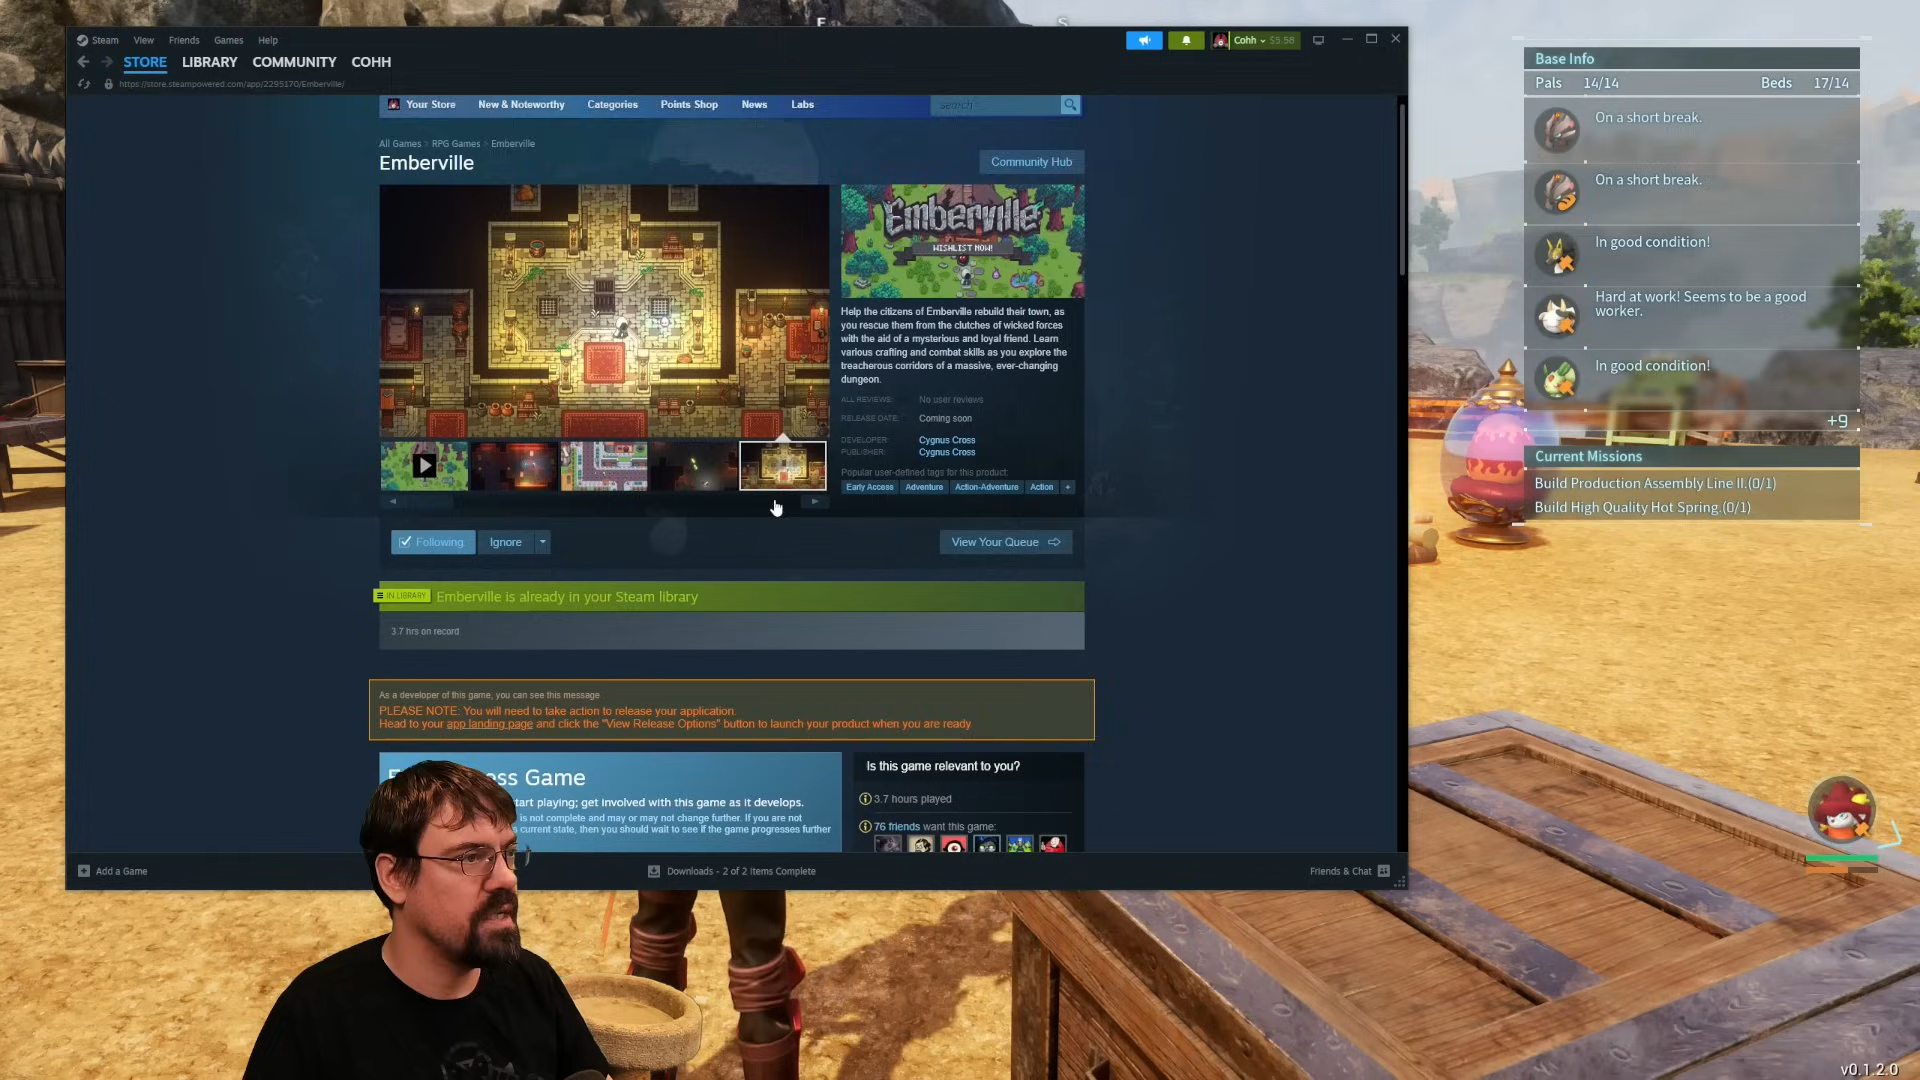 Steam View Friends Games Help
Cohh $5.58
STORE LIBRARY COMMUNITY COHH
https://store.steampowered.com/app/2295170/Emberville/
Your Store New & Noteworthy Categories Points Shop News Labs
search
All Games > RPG Games > Emberville
Emberville
Community Hub
Emberville
WISHLIST NOW!
Help the citizens of Emberville rebuild their town, as
you rescue them from the clutches of wicked forces
with the aid of a mysterious and loyal friend. Learn
various crafting and combat skills as you explore the
treacherous corridors of a massive, ever-changing
dungeon.
ALL REVIEWS: No user reviews
RELEASE DATE: Coming soon
DEVELOPER: Cygnus Cross
PUBLISHER: Cygnus Cross
Popular user-defined tags for this product:
Early Access Adventure Action-Adventure Action +
Following Ignore
View Your Queue
IN LIBRARY Emberville is already in your Steam library
3.7 hrs on record
As a developer of this game, you can see this message
PLEASE NOTE: You will need to take action to release your application.
Head to your app landing page and click the "View Release Options" button to launch your product when you are ready
Game
start playing; get involved with this game as it develops.
is not complete and may or may not change further. If you are not
current state, then you should wait to see if the game progresses further
Is this game relevant to you?
3.7 hours played
76 friends want this game:
Add a Game
Downloads - 2 of 2 Items Complete
Friends & Chat
Base Info
Pals 14/14 Beds 17/14
On a short break.
On a short break.
In good condition!
Hard at work! Seems to be a good
worker.
In good condition!
+9
Current Missions
Build Production Assembly Line II.(0/1)
Build High Quality Hot Spring.(0/1)
v0.1.2.0